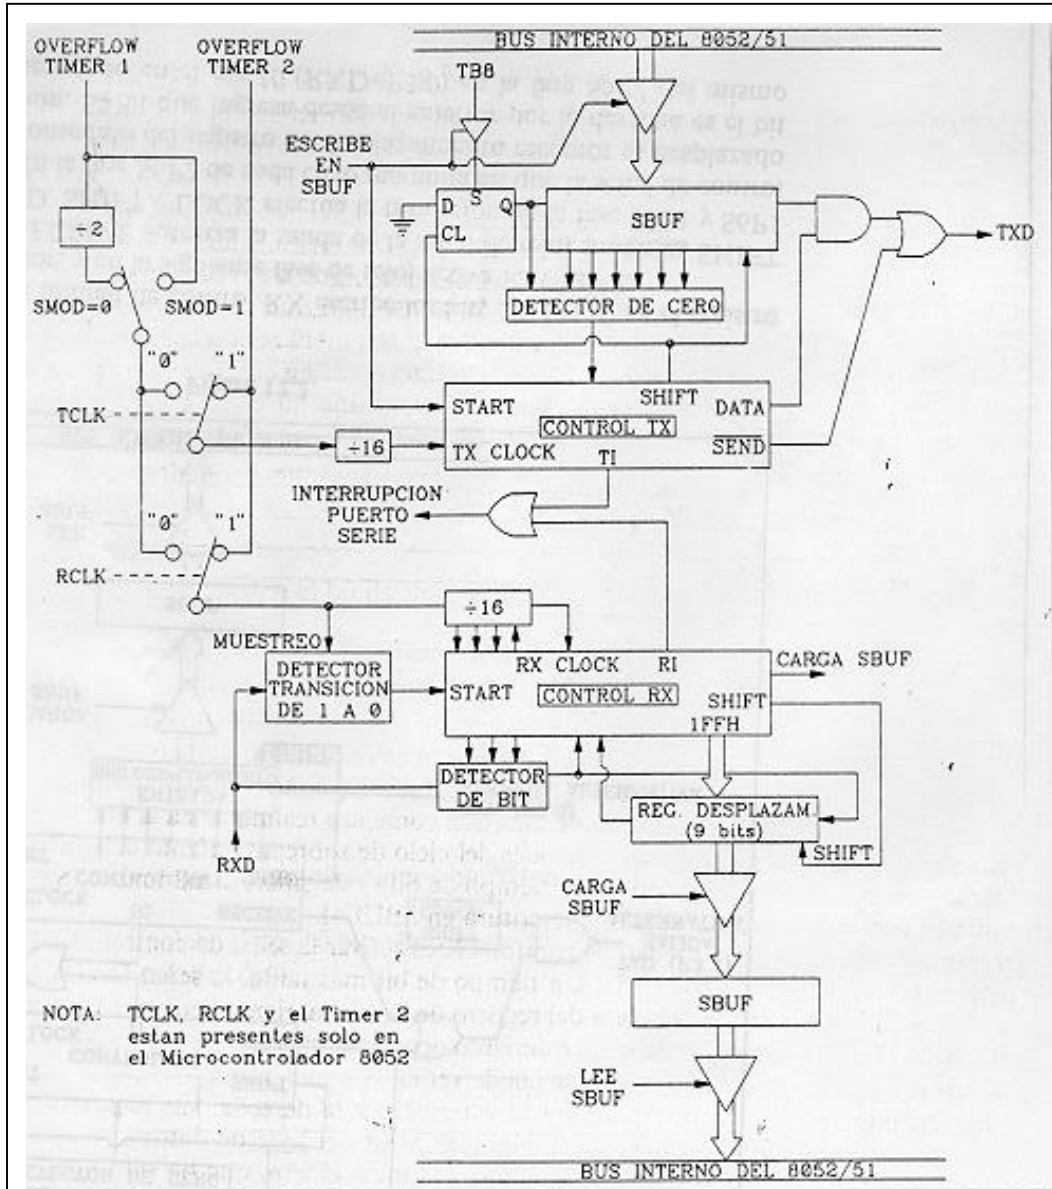 BUS INTERNO DEL 8052/51
OVERFLOW
TIMER 1
OVERFLOW
TIMER 2
TB8
ESCRIBE
EN
SBUF
÷2
D S Q
CL
SBUF
TXD
SMOD=0
SMOD=1
DETECTOR DE CERO
"0" "1"
TCLK
÷16
START
SHIFT
DATA
CONTROL TX
TX CLOCK
TI
SEND
INTERRUPCION
PUERTO
SERIE
"0" "1"
RCLK
÷16
MUESTREO
DETECTOR
TRANSICION
DE 1 A 0
RX CLOCK
RI
CARGA SBUF
START
CONTROL RX
SHIFT
1FFH
DETECTOR
DE BIT
REG. DESPLAZAM.
(9 bits)
SHIFT
RXD
CARGA
SBUF
SBUF
NOTA: TCLK, RCLK y el Timer 2
estan presentes solo en
el Microcontrolador 8052
LEE
SBUF
BUS INTERNO DEL 8052/51